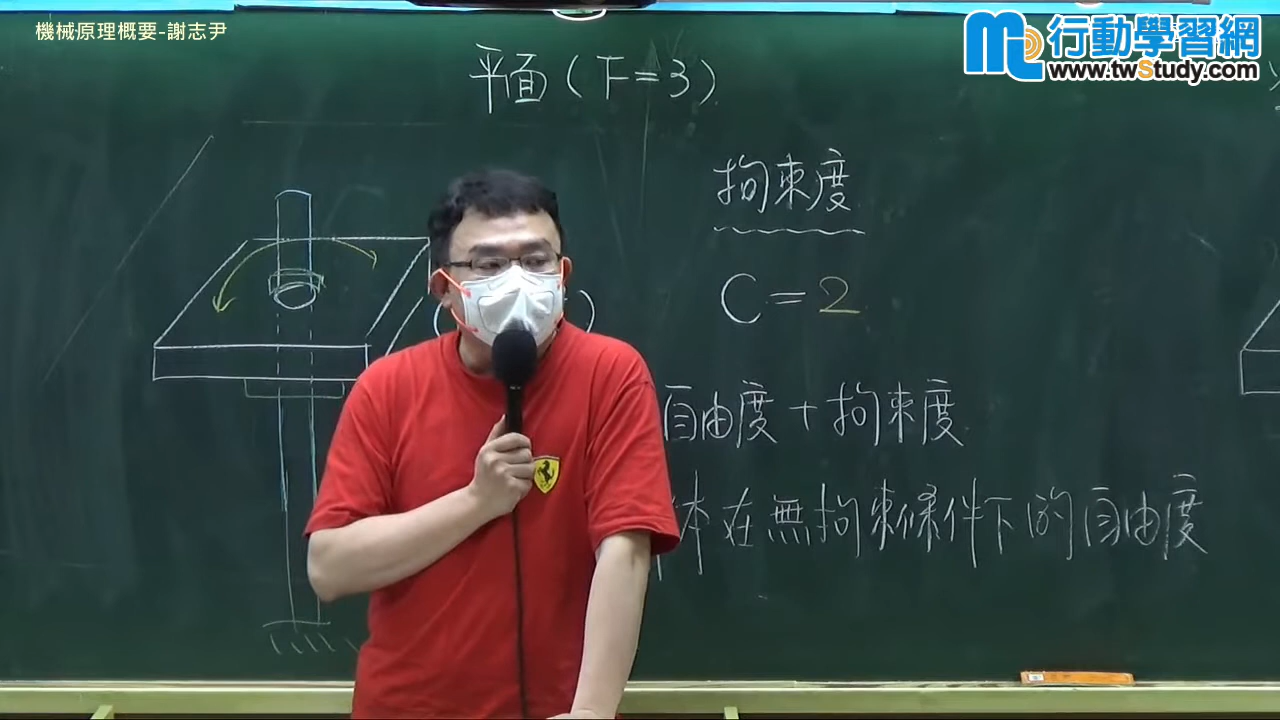 機械原理概要-謝志尹
行動學習網
www.twStudy.com
平面(下=3)
拘束度
C=2
自由度+拘束度
体在無拘束條件下的自由度